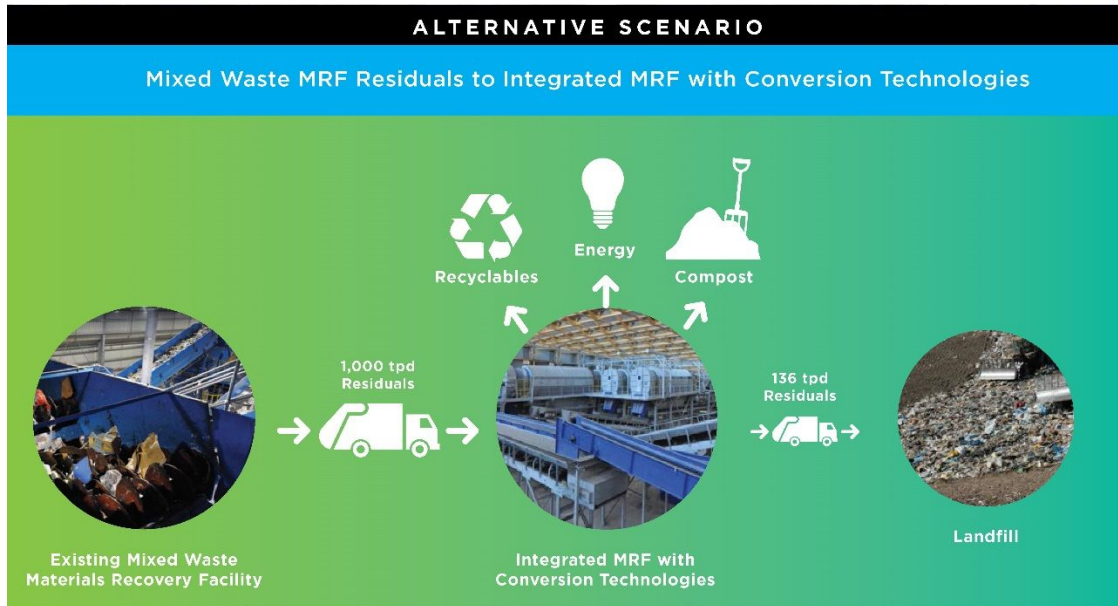 ALTERNATIVE SCENARIO
Mixed Waste MRF Residuals to Integrated MRF with Conversion Technologies
Energy
Recyclables
Compost
1,000 tpd
Residuals
136 tpd
Residuals
Existing Mixed Waste
Materials Recovery Facility
Integrated MRF with
Conversion Technologies
Landfill